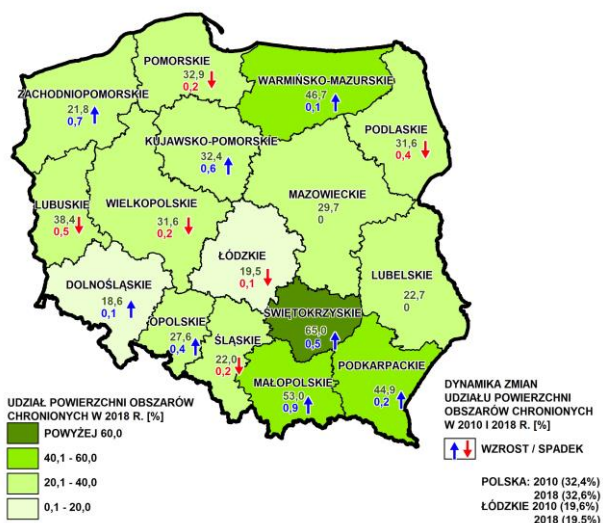 POMORSKIE
32,9
0,2
WARMIŃSKO-MAZURSKIE
46,7
0,1
ZACHODNIOPOMORSKIE
21,8
0,7
PODLASKIE
31,6
0,4
KUJAWSKO-POMORSKIE
32,4
0,6
MAZOWIECKIE
29,7
0
LUBUSKIE
38,4
0,5
WIELKOPOLSKIE
31,6
0,2
ŁÓDZKIE
19,5
0,1
LUBELSKIE
22,7
0
DOLNOŚLĄSKIE
18,6
0,1
OPOLSKIE
27,6
0,4
ŚLĄSKIE
22,0
0,2
ŚWIĘTOKRZYSKIE
65,0
0,5
MAŁOPOLSKIE
53,0
0,9
PODKARPACKIE
44,9
0,2
UDZIAŁ POWIERZCHNI OBSZARÓW
CHRONIONYCH W 2018 R. [%]
POWYŻEJ 60,0
40,1 - 60,0
20,1 - 40,0
0,1 - 20,0
DYNAMIKA ZMIAN
UDZIAŁU POWIERZCHNI
OBSZARÓW CHRONIONYCH
W 2010 I 2018 R. [%]
WZROST / SPADEK
POLSKA: 2010 (32,4%)
2018 (32,6%)
ŁÓDZKIE 2010 (19,6%)
2018 (19,5%)